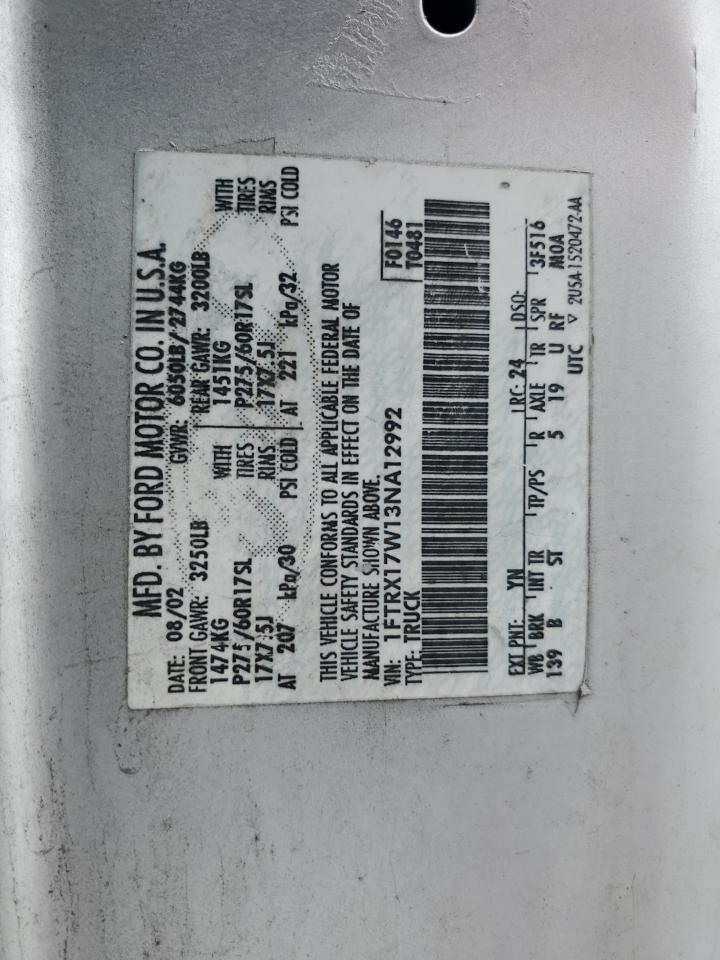 MFD. BY FORD MOTOR CO. IN U.S.A.
DATE: 08/02 GVWR: 6050LB/2744KG
FRONT GAWR: 3250LB REAR GAWR: 3200LB
1474KG WITH 1451KG WITH
P275/60R17SL TIRES P275/60R17SL TIRES
17X7.5J RIMS 17X7.5J RIMS
AT 207 kPa/30 PSI COLD AT 221 kPa/32 PSI COLD
THIS VEHICLE CONFORMS TO ALL APPLICABLE FEDERAL MOTOR
VEHICLE SAFETY STANDARDS IN EFFECT ON THE DATE OF
MANUFACTURE SHOWN ABOVE.
VIN: 1FTRX17W13NA12992 F0146
TYPE: TRUCK T0481
EXT PNT: YN RC: 24 DSO:
WB BRK INT TR TP/PS R AXLE TR SPR 3F516
139 B ST 5 19 U RF M0A
UTC ▽ 2U5A-1520472-AA